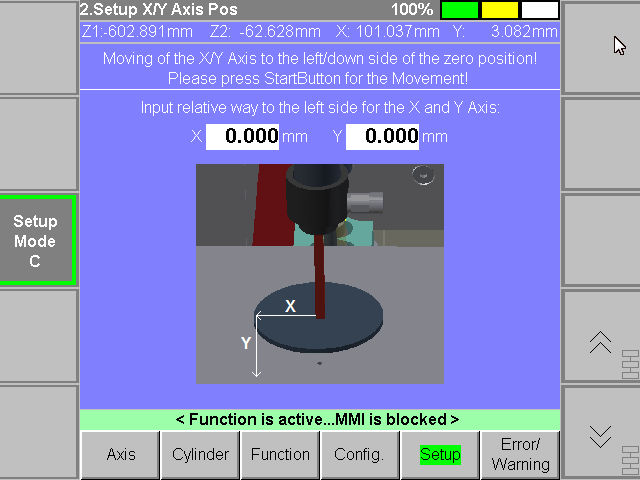 2.Setup X/Y Axis Pos 100%
Z1:-602.891mm Z2: -62.628mm X: 101.037mm Y: 3.082mm
Moving of the X/Y Axis to the left/down side of the zero position!
Please press StartButton for the Movement!
Input relative way to the left side for the X and Y Axis:
X 0.000 mm Y 0.000 mm
Setup
Mode
C
X
Y
< Function is active...MMI is blocked >
Axis Cylinder Function Config. Setup Error/
Warning